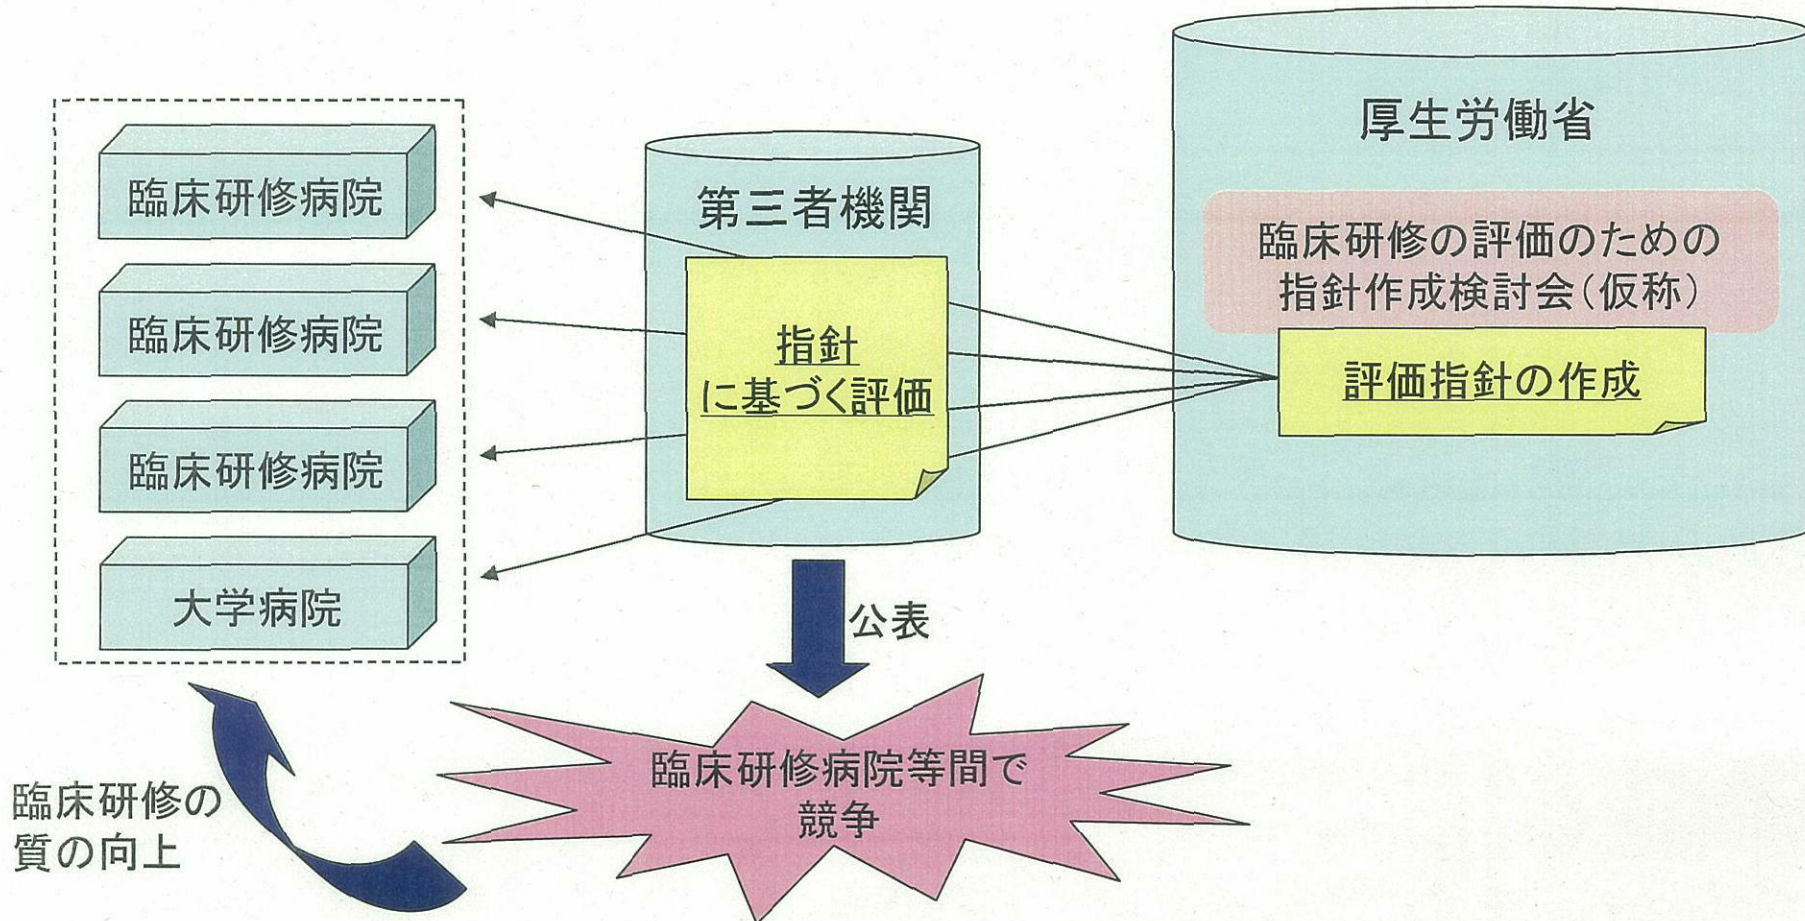 厚生労働省
臨床研修の評価のための
指針作成検討会(仮称)
評価指針の作成
第三者機関
指針
に基づく評価
臨床研修病院
臨床研修病院
臨床研修病院
大学病院
公表
臨床研修病院等間で
競争
臨床研修の
質の向上